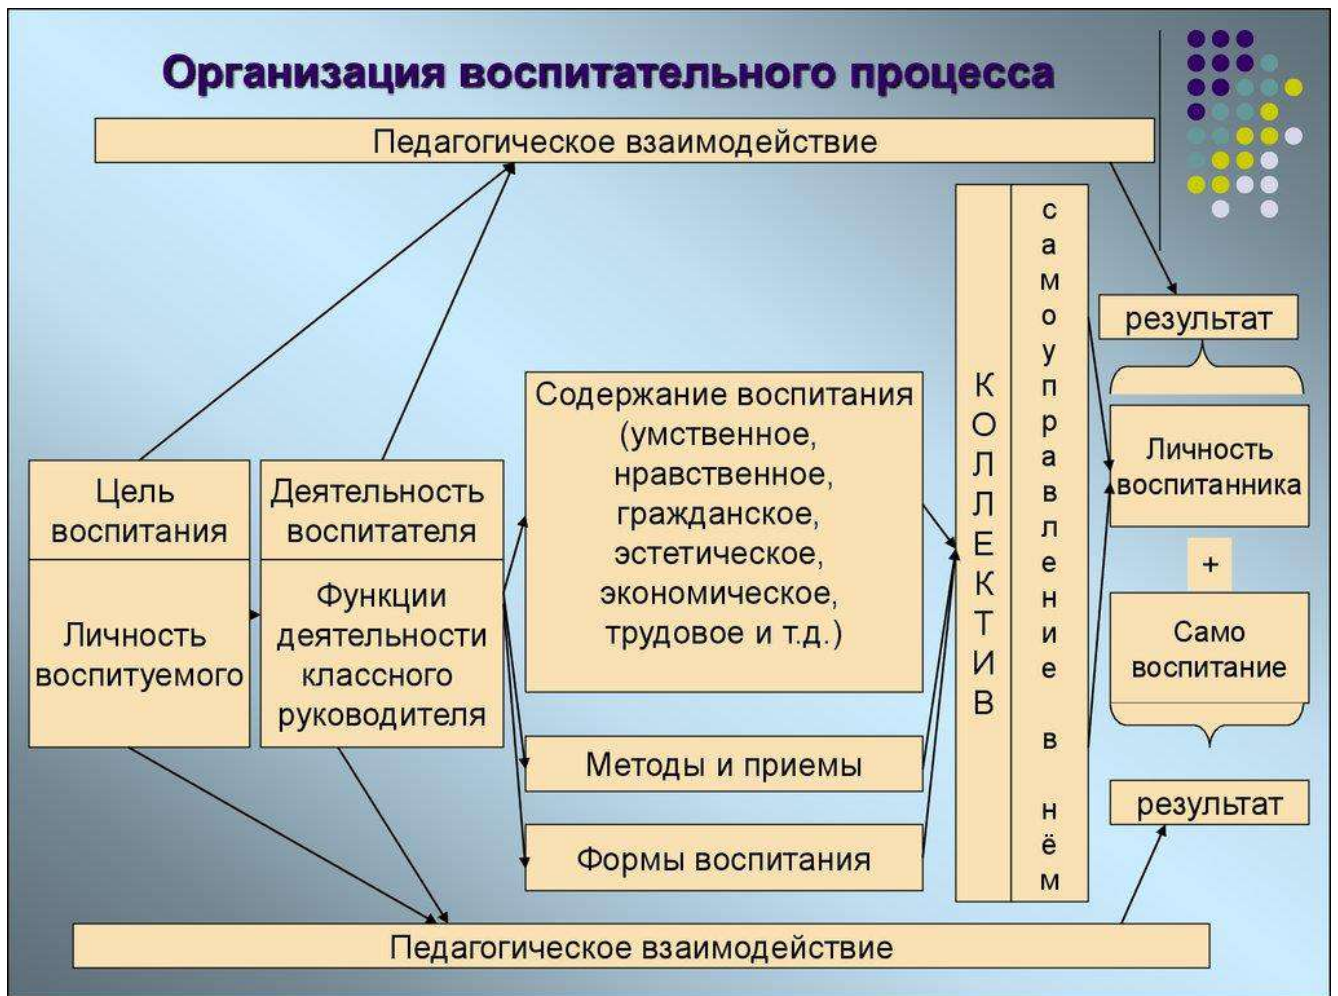 Организация воспитательного процесса
Педагогическое взаимодействие
Цель
воспитания
Личность
воспитуемого
Деятельность
воспитателя
Функции
деятельности
классного
руководителя
Содержание воспитания
(умственное,
нравственное,
гражданское,
эстетическое,
экономическое,
трудовое и т.д.)
Методы и приемы
Формы воспитания
КОЛЛЕКТИВ
самоуправление в нём
результат
Личность
воспитанника
+
Само
воспитание
результат
Педагогическое взаимодействие